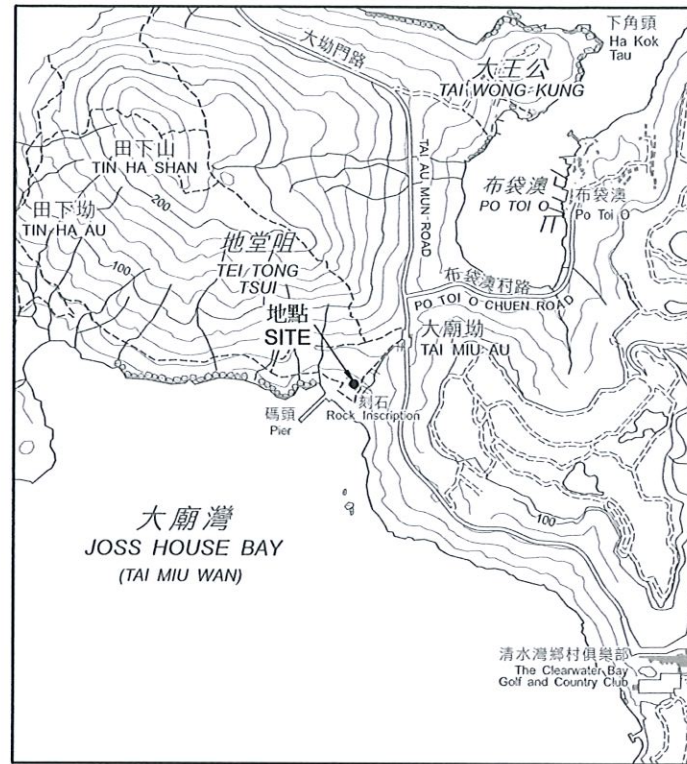 下角頭
Ha Kok
Tau
大坳門路
大王公
TAI WONG KUNG
田下山
TIN HA SHAN
TAI AU MUN ROAD
布袋澳
PO TOI O
布袋澳
Po Toi O
田下坳
TIN HA AU
200
100
地堂咀
TEI TONG
TSUI
布袋澳村路
PO TOI O CHUEN ROAD
地點
SITE
大廟坳
TAI MIU AU
刻石
Rock Inscription
碼頭
Pier
大廟灣
JOSS HOUSE BAY
(TAI MIU WAN)
100
清水灣鄉村俱樂部
The Clearwater Bay
Golf and Country Club